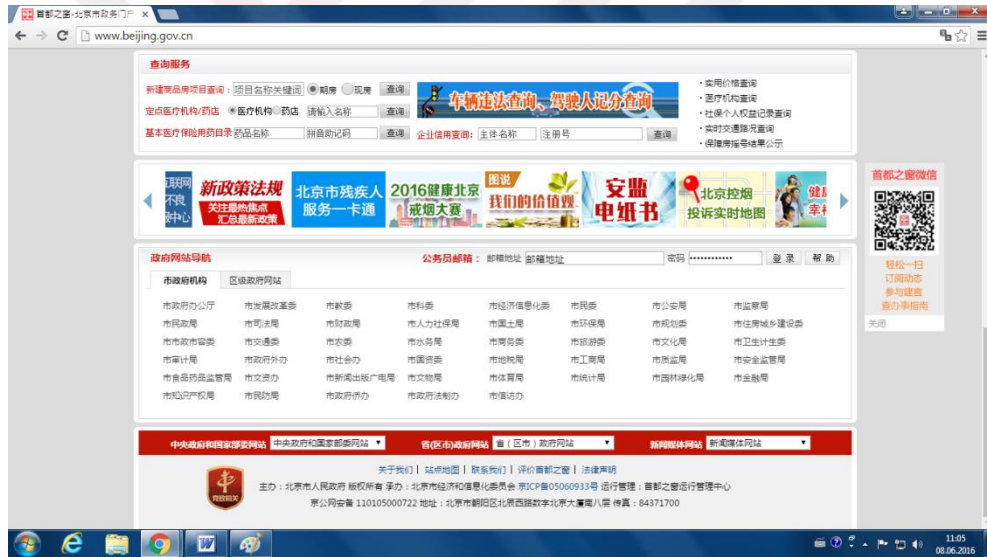 首都之窗-北京市政务门户
www.beijing.gov.cn
查询服务
新建商品房项目查询： 项目名称关键词 期房 现房 查询
定点医疗机构/药店 医疗机构 药店 请输入名称 查询
基本医疗保险用药目录 药品名称 拼音助记码 查询
车辆违法查询、驾驶人记分查询
企业信用查询： 主体名称 注册号 查询
·实用价格查询
·医疗机构查询
·社保个人权益记录查询
·实时交通路况查询
·保障房摇号结果公示
互联网
不良
中心
新政策法规
关注最热焦点
汇总最新政策
北京市残疾人
服务一卡通
2016健康北京
戒烟大赛
图说
我们的价值观
安监
电纸书
北京控烟
投诉实时地图
健
幸
首都之窗微信
轻松一扫
订阅动态
参与建言
查办事指南
关闭
政府网站导航 公务员邮箱： 邮箱地址 邮箱地址 密码 ············ 登 录 帮 助
市政府机构 区级政府网站
市政府办公厅 市发展改革委 市教委 市科委 市经济信息化委 市民委 市公安局 市监察局
市民政局 市司法局 市财政局 市人力社保局 市国土局 市环保局 市规划委 市住房城乡建设委
市市政市容委 市交通委 市农委 市水务局 市商务委 市旅游委 市文化局 市卫生计生委
市审计局 市政府外办 市社会办 市国资委 市地税局 市工商局 市质监局 市安全监管局
市食品药品监管局 市文资办 市新闻出版广电局 市文物局 市体育局 市统计局 市园林绿化局 市金融局
市知识产权局 市民防局 市政府侨办 市政府法制办 市信访办
中央政府和国家部委网站 中央政府和国家部委网站 省(区市)政府网站 省（区市）政府网站 新闻媒体网站 新闻媒体网站
关于我们 | 站点地图 | 联系我们 | 评价首都之窗 | 法律声明
主办：北京市人民政府 版权所有 承办：北京市经济和信息化委员会 京ICP备05060933号 运行管理：首都之窗运行管理中心
京公网安备 110105000722 地址：北京市朝阳区北辰西路数字北京大厦南八层 传真：84371700
党政机关
11:05
08.06.2016